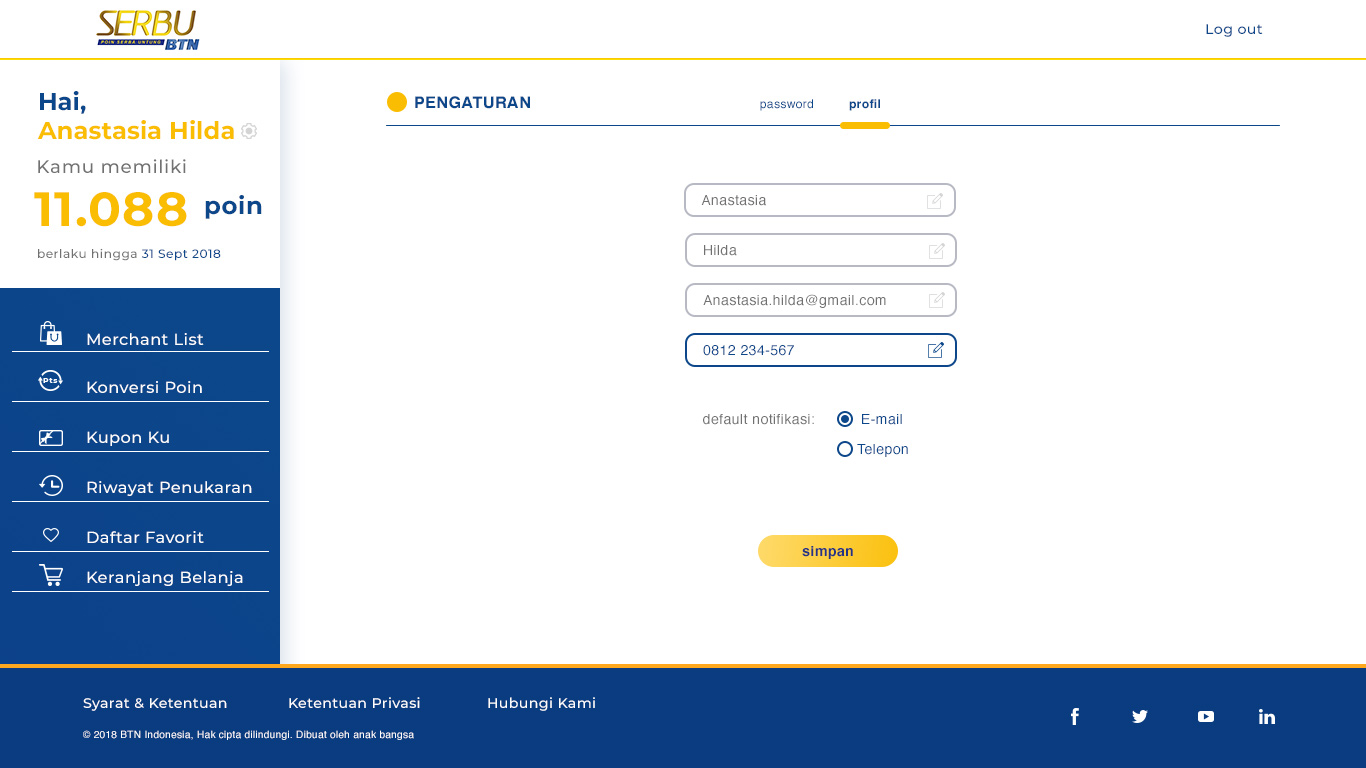 SERBU
POIN SERBA UNTUNG BTN
Log out
Hai,
Anastasia Hilda
Kamu memiliki
11.088 poin
berlaku hingga 31 Sept 2018
Merchant List
Pts
Konversi Poin
Kupon Ku
Riwayat Penukaran
Daftar Favorit
Keranjang Belanja
PENGATURAN
password profil
Anastasia
Hilda
Anastasia.hilda@gmail.com
0812 234-567
default notifikasi: E-mail
Telepon
simpan
Syarat & Ketentuan Ketentuan Privasi Hubungi Kami
© 2018 BTN Indonesia, Hak cipta dilindungi. Dibuat oleh anak bangsa